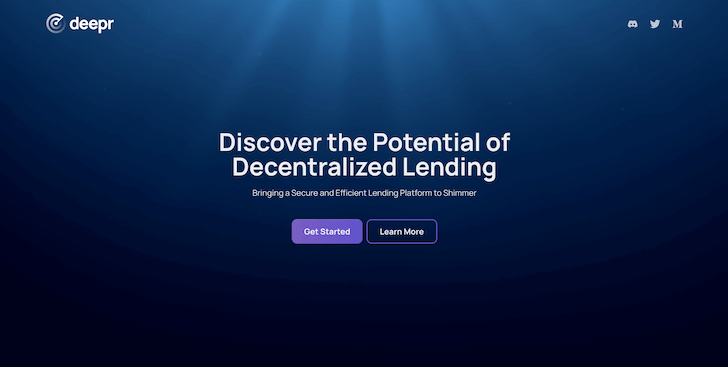 deepr
Discover the Potential of
Decentralized Lending
Bringing a Secure and Efficient Lending Platform to Shimmer
Get Started
Learn More